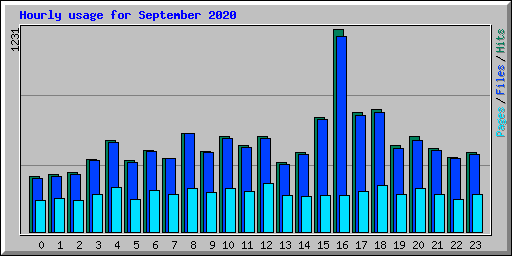 Hourly usage for September 2020
1231
Pages/Files/Hits
0 1 2 3 4 5 6 7 8 9 10 11 12 13 14 15 16 17 18 19 20 21 22 23